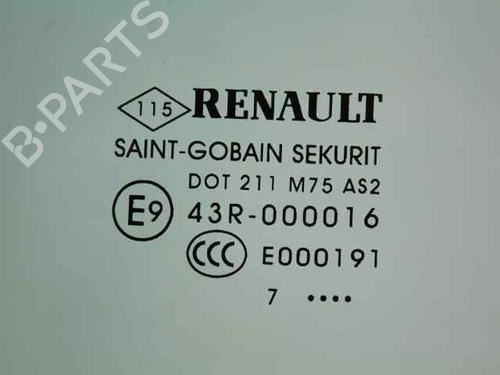 B-PARTS
115 RENAULT
SAINT-GOBAIN SEKURIT
DOT 211 M75 AS2
E9 43R-000016
CCC E000191
7 ••••